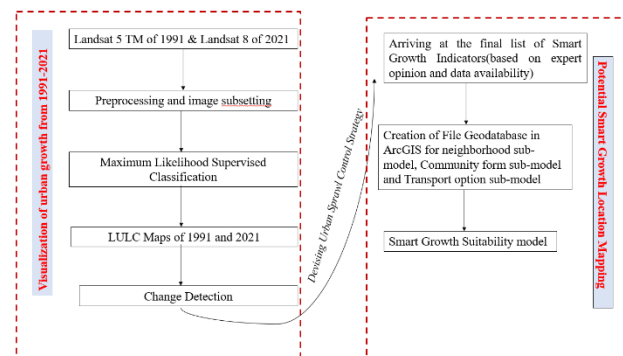 Visualization of urban growth from 1991-2021
Landsat 5 TM of 1991 & Landsat 8 of 2021
Preprocessing and image subsetting
Maximum Likelihood Supervised
Classification
LULC Maps of 1991 and 2021
Change Detection
Devising Urban Sprawl Control Strategy
Arriving at the final list of Smart
Growth Indicators(based on expert
opinion and data availability)
Creation of File Geodatabase in
ArcGIS for neighborhood sub-
model, Community form sub-model
and Transport option sub-model
Smart Growth Suitability model
Potential Smart Growth Location Mapping